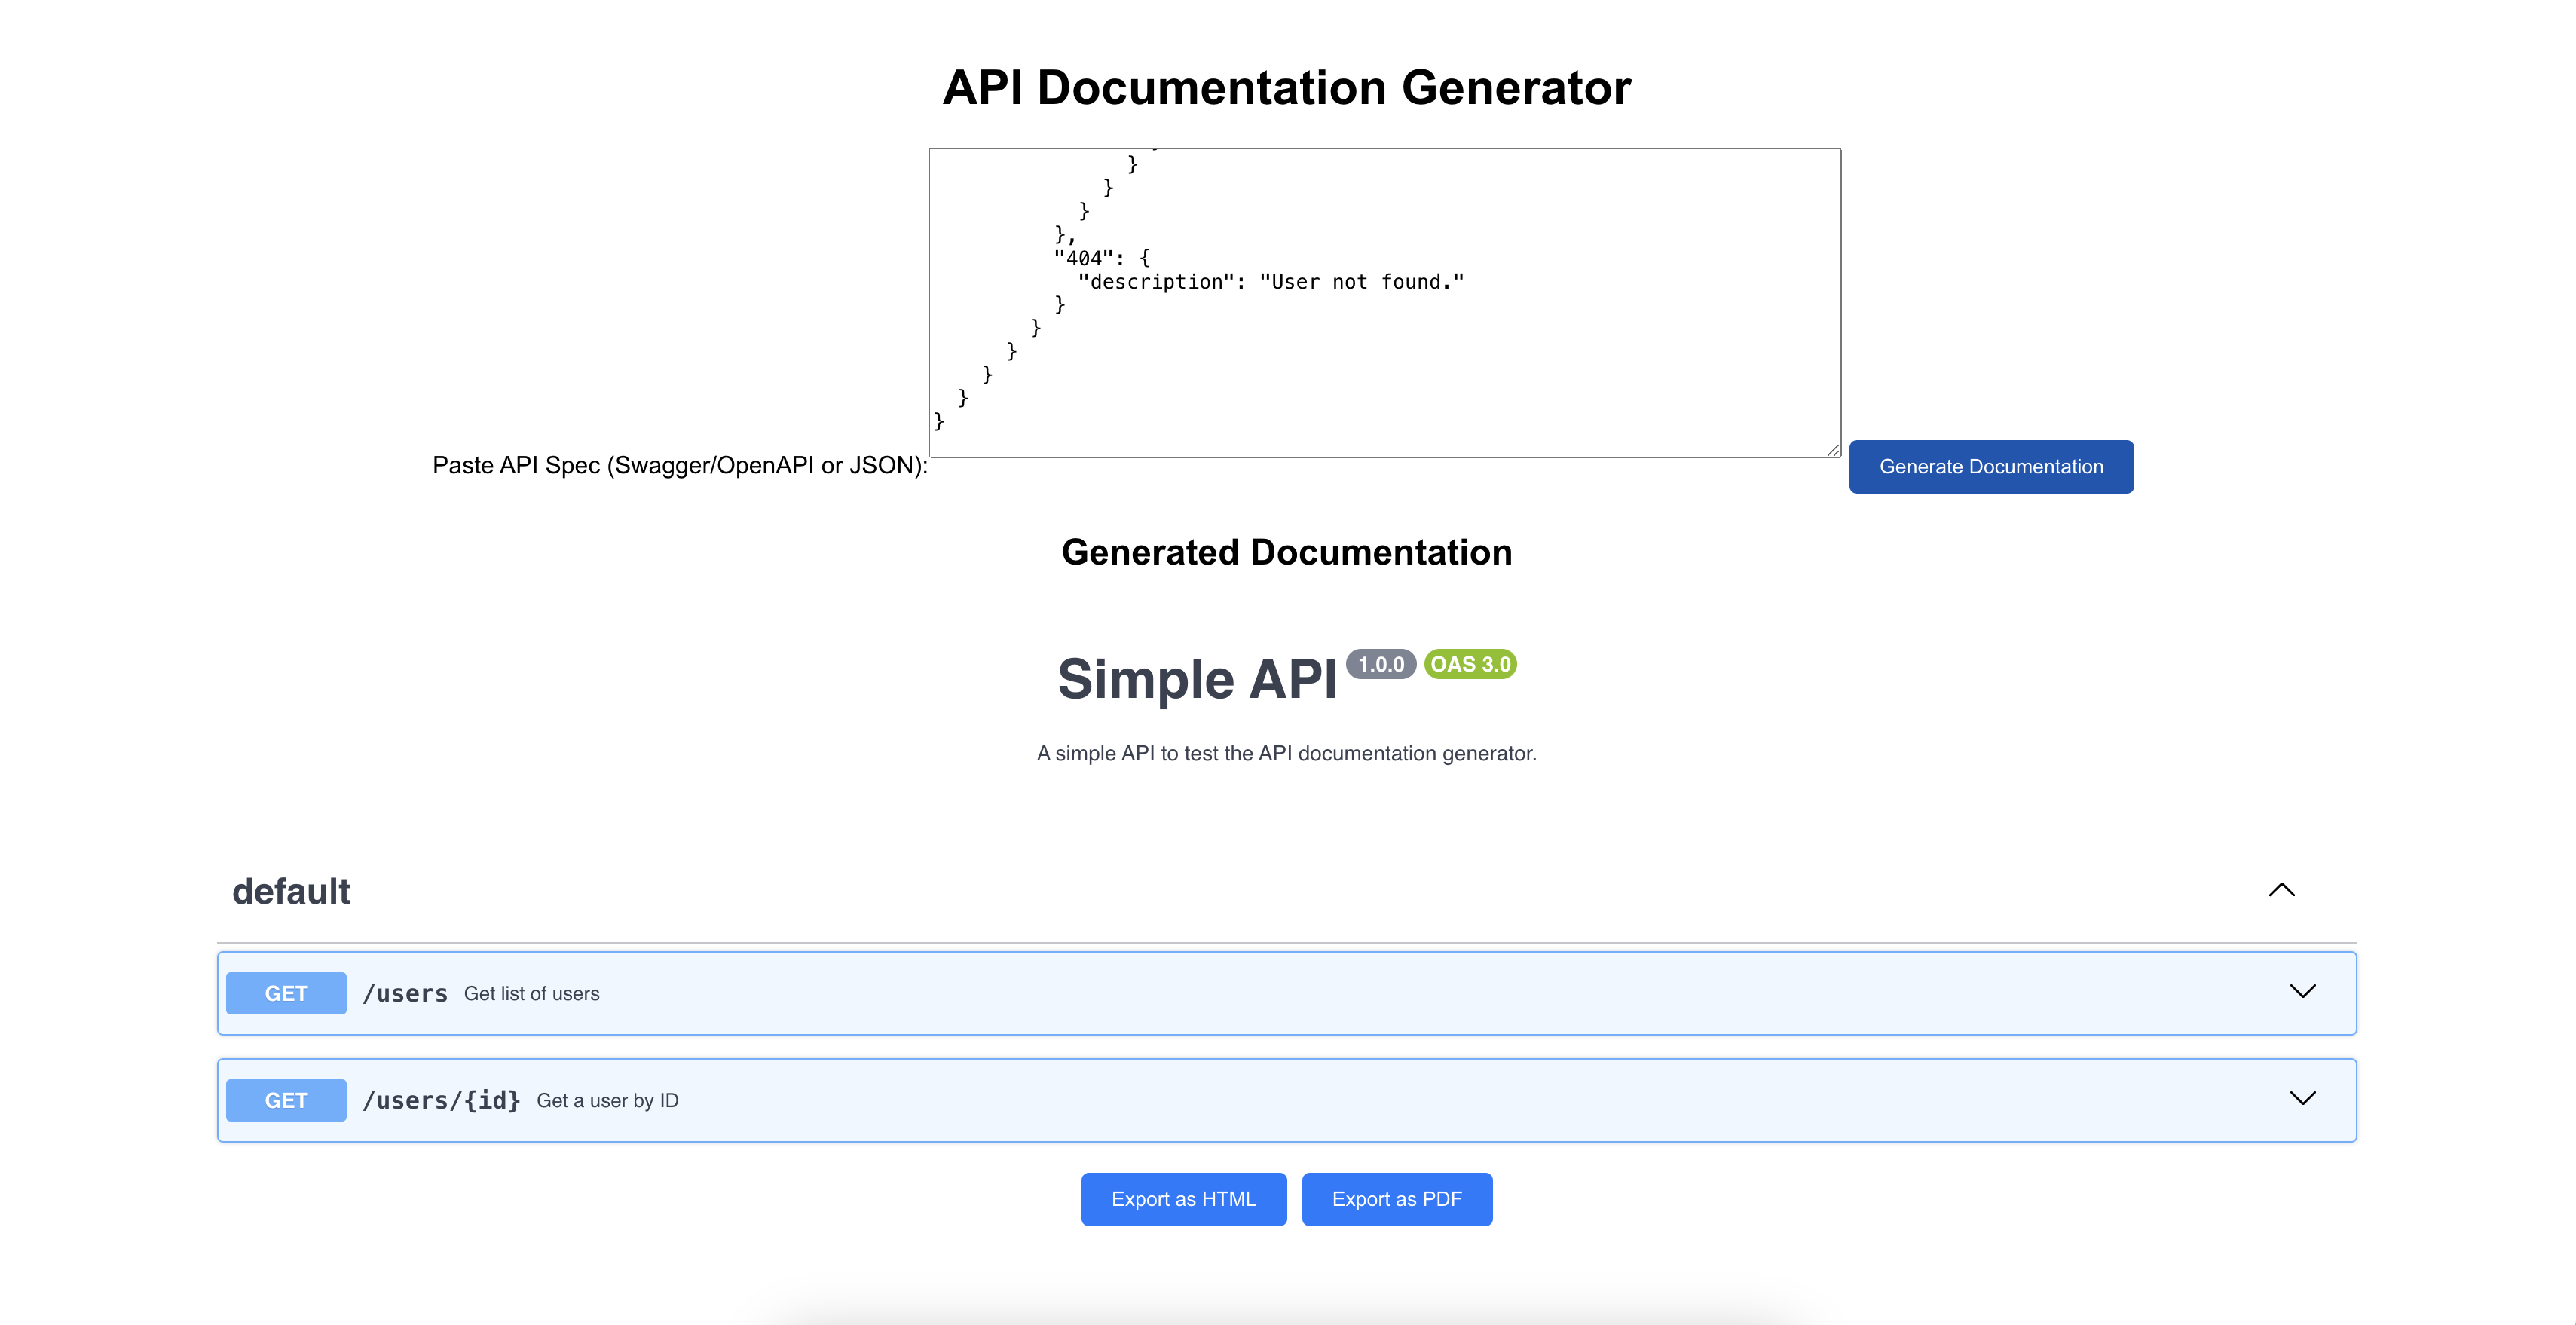 API Documentation Generator
}
}
}
},
"404": {
"description": "User not found."
}
}
}
}
}
}
Paste API Spec (Swagger/OpenAPI or JSON):
Generate Documentation
Generated Documentation
Simple API 1.0.0 OAS 3.0
A simple API to test the API documentation generator.
default
GET /users Get list of users
GET /users/{id} Get a user by ID
Export as HTML Export as PDF